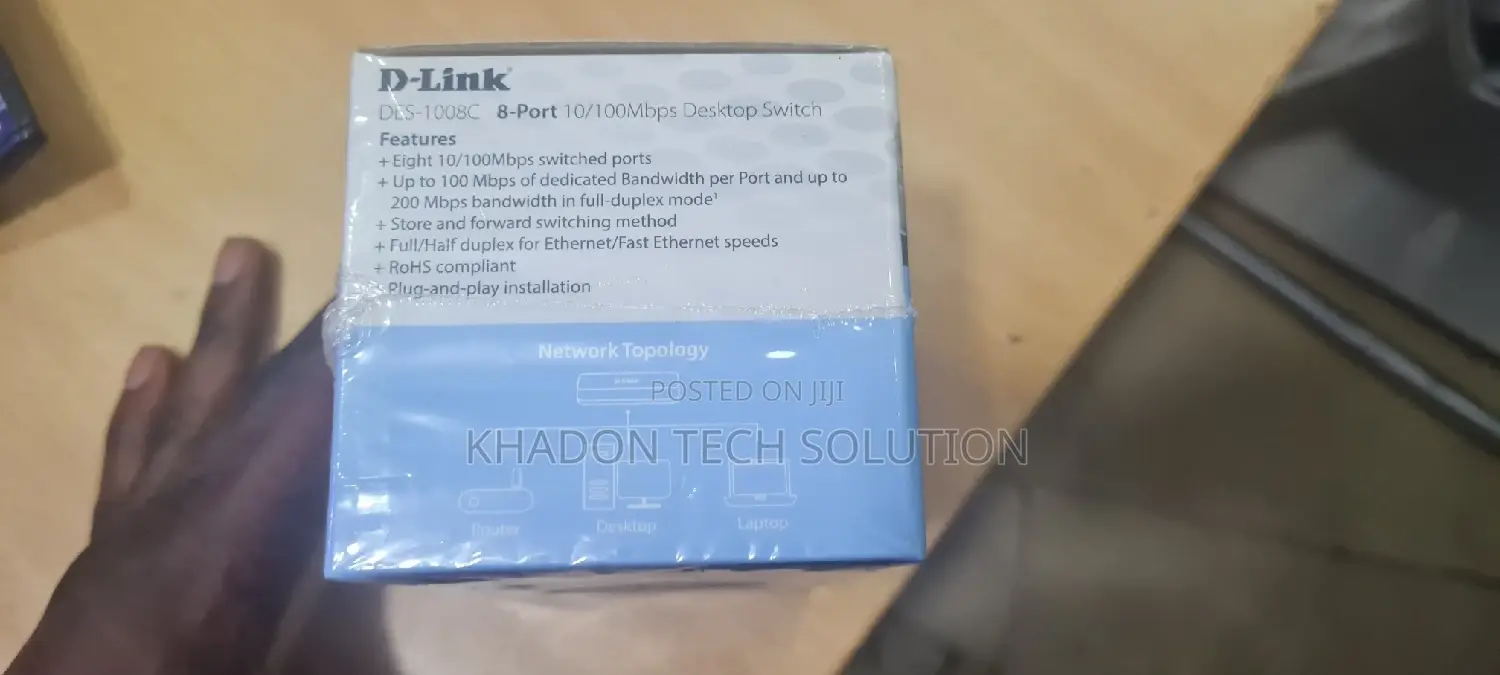 D-Link
DES-1008C 8-Port 10/100Mbps Desktop Switch
Features
+ Eight 10/100Mbps switched ports
+ Up to 100 Mbps of dedicated Bandwidth per Port and up to
200 Mbps bandwidth in full-duplex mode¹
+ Store and forward switching method
+ Full/Half duplex for Ethernet/Fast Ethernet speeds
+ RoHS compliant
+ Plug-and-play installation
Network Topology
POSTED ON JIJI
KHADON TECH SOLUTION
Router Desktop Laptop